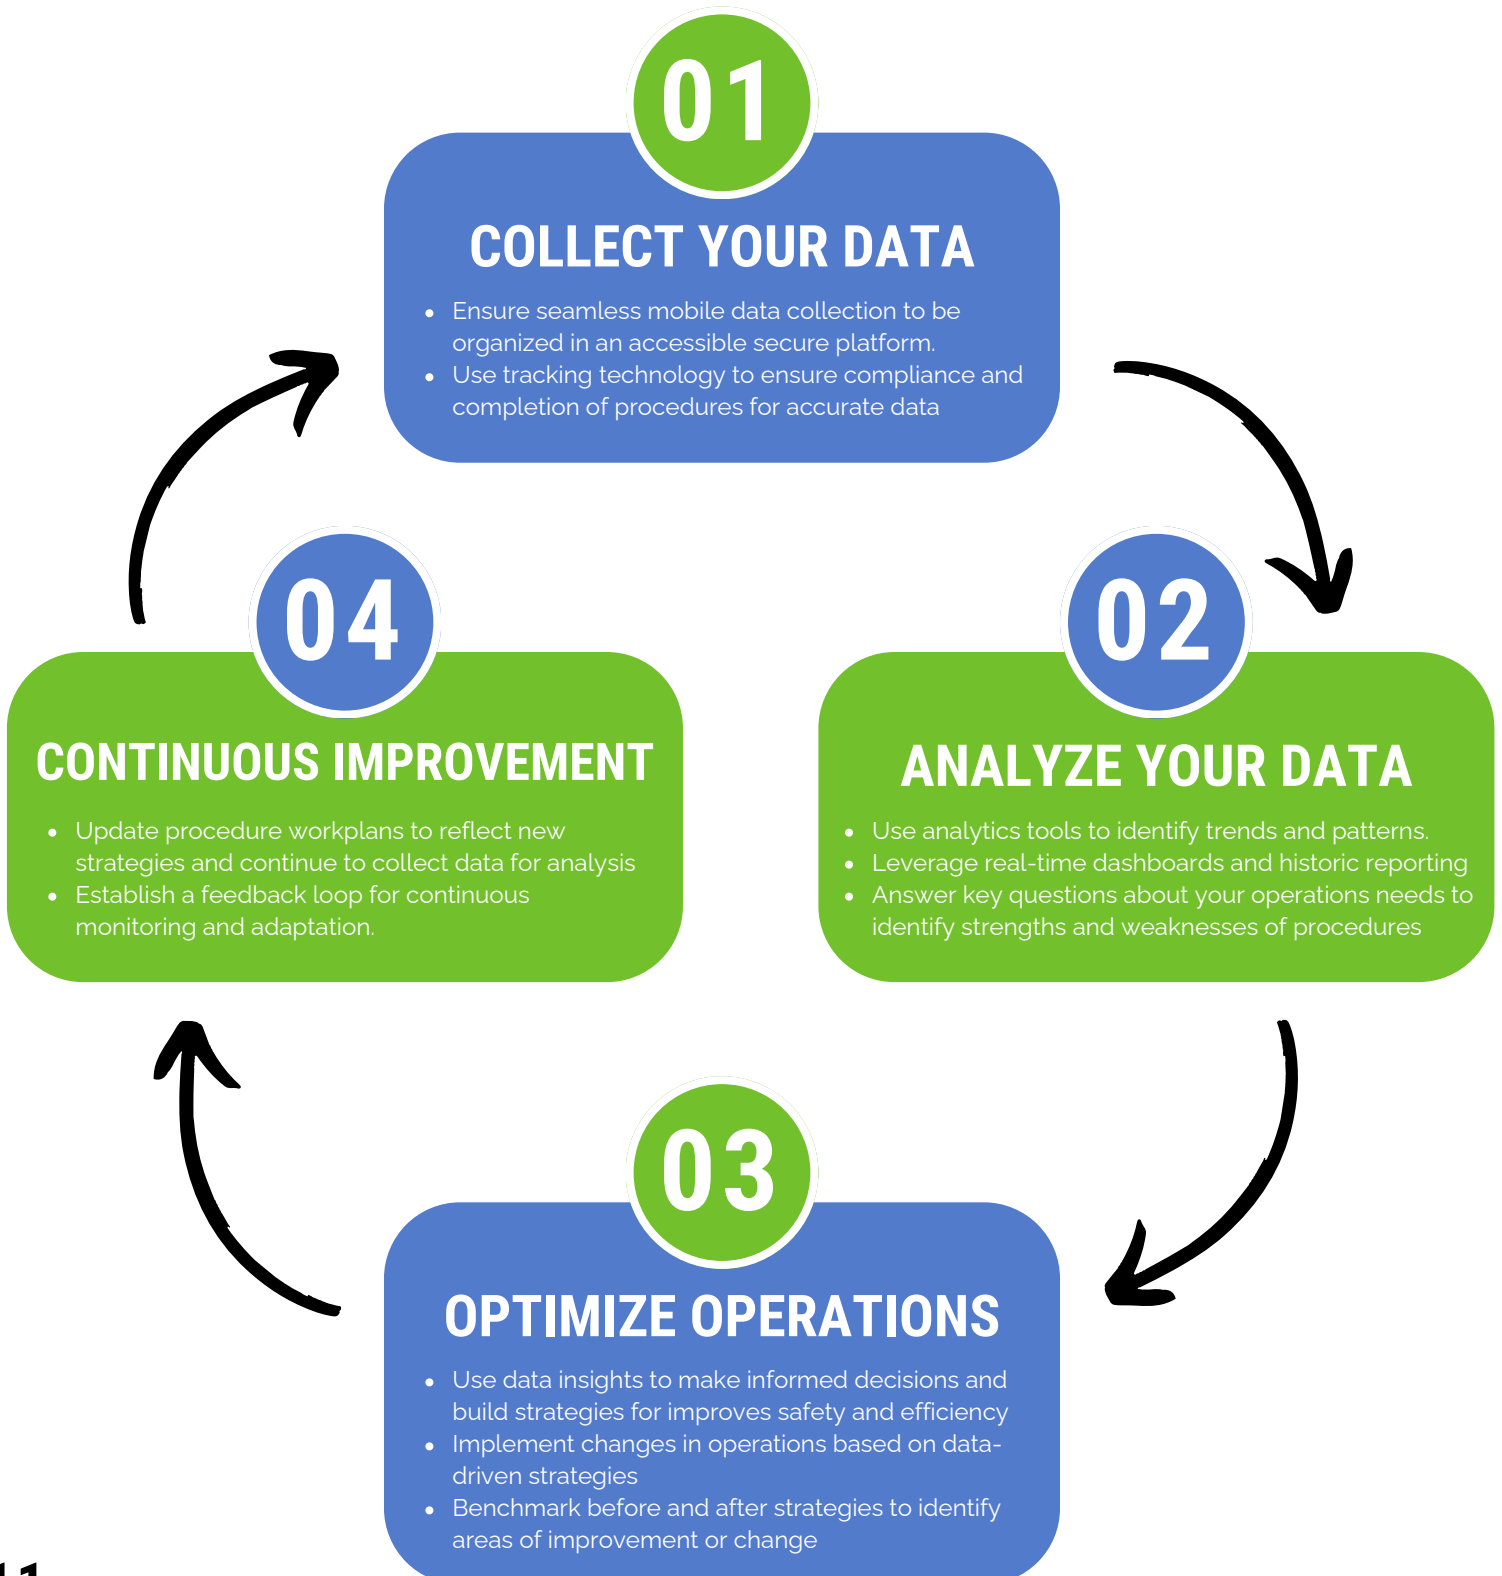 01
COLLECT YOUR DATA
• Ensure seamless mobile data collection to be
organized in an accessible secure platform.
• Use tracking technology to ensure compliance and
completion of procedures for accurate data
02
ANALYZE YOUR DATA
• Use analytics tools to identify trends and patterns.
• Leverage real-time dashboards and historic reporting
• Answer key questions about your operations needs to
identify strengths and weaknesses of procedures
03
OPTIMIZE OPERATIONS
• Use data insights to make informed decisions and
build strategies for improves safety and efficiency
• Implement changes in operations based on data-
driven strategies
• Benchmark before and after strategies to identify
areas of improvement or change
04
CONTINUOUS IMPROVEMENT
• Update procedure workplans to reflect new
strategies and continue to collect data for analysis
• Establish a feedback loop for continuous
monitoring and adaptation.